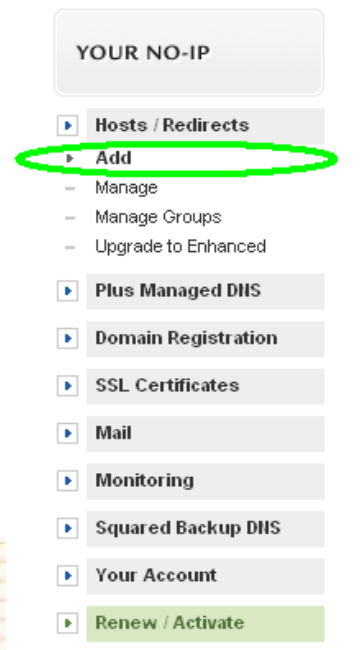 YOUR NO-IP
Hosts / Redirects
Add
Manage
Manage Groups
Upgrade to Enhanced
Plus Managed DNS
Domain Registration
SSL Certificates
Mail
Monitoring
Squared Backup DNS
Your Account
Renew / Activate